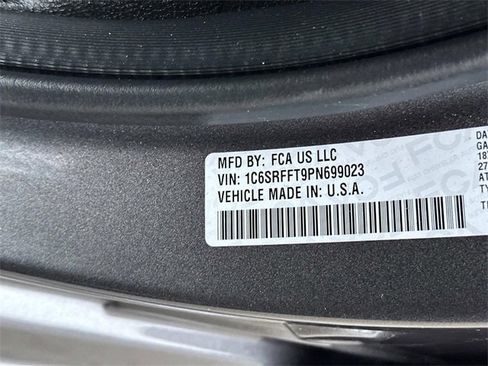 MFD BY: FCA US LLC
VIN: 1C6SRFFT9PN699023
VEHICLE MADE IN: U.S.A.